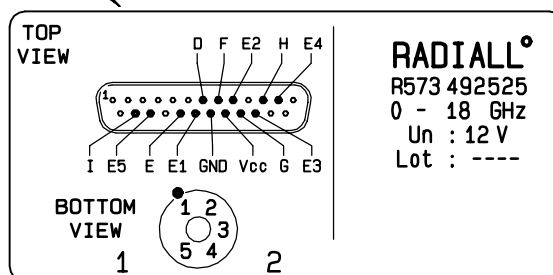 TOP
VIEW
D F E2 H E4
1
I E5 E E1 GND Vcc G E3
BOTTOM
VIEW
1 2
3
5 4
1 2
RADIALL°
R573 492525
0 - 18 GHz
Un : 12 V
Lot : ----